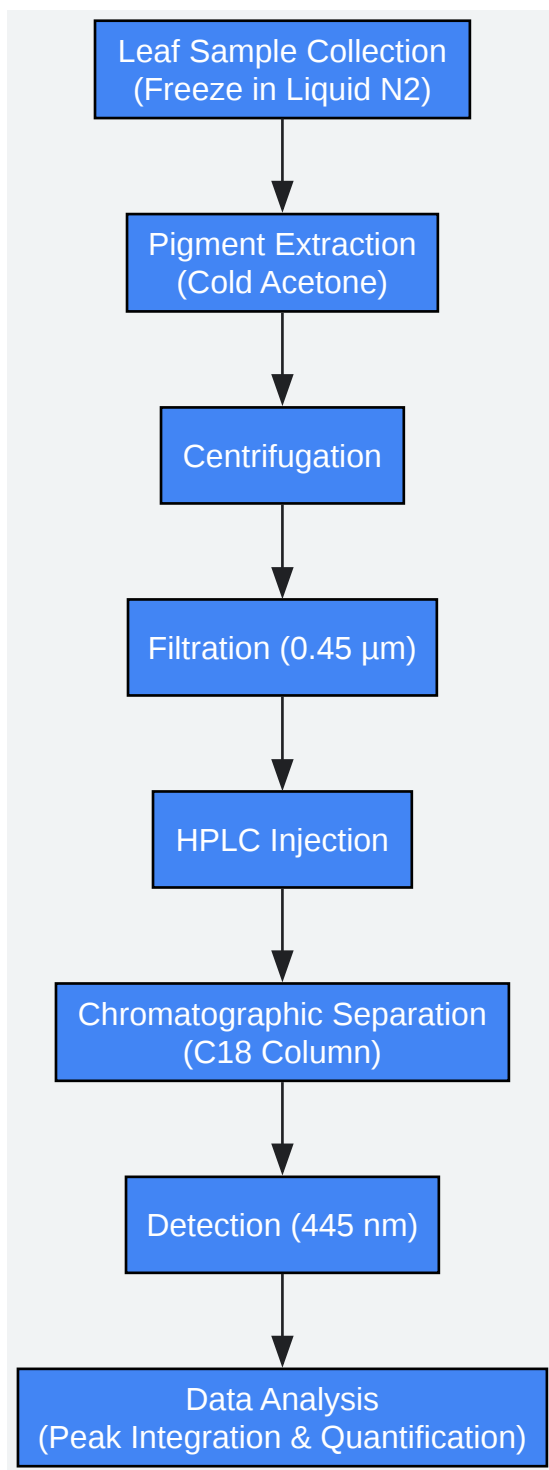 Leaf Sample Collection
(Freeze in Liquid N2)
Pigment Extraction
(Cold Acetone)
Centrifugation
Filtration (0.45 µm)
HPLC Injection
Chromatographic Separation
(C18 Column)
Detection (445 nm)
Data Analysis
(Peak Integration & Quantification)